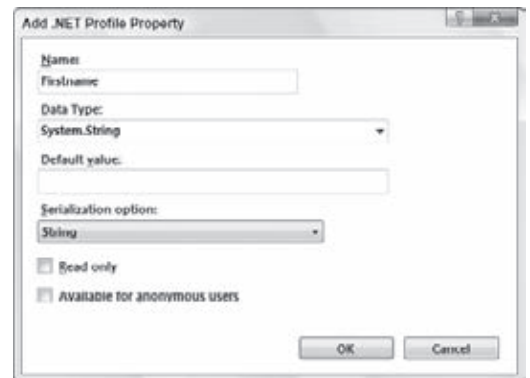 Add .NET Profile Property
Name:
Firstname
Data Type:
System.String
Default value:
Serialization option:
String
Read only
Available for anonymous users
OK
Cancel